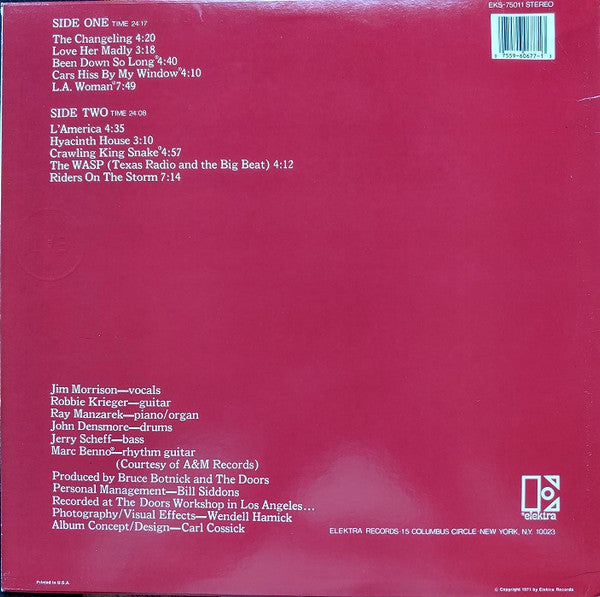 EKS-75011 STEREO
SIDE ONE TIME 24:17
The Changeling 4:20
Love Her Madly 3:18
Been Down So Long° 4:40
Cars Hiss By My Window° 4:10
L.A. Woman° 7:49
7559-60677-1
SIDE TWO TIME 24:08
L'America 4:35
Hyacinth House 3:10
Crawling King Snake° 4:57
The WASP (Texas Radio and the Big Beat) 4:12
Riders On The Storm 7:14
Jim Morrison—vocals
Robbie Krieger—guitar
Ray Manzarek—piano/organ
John Densmore—drums
Jerry Scheff—bass
Marc Benno°—rhythm guitar
(Courtesy of A&M Records)
Produced by Bruce Botnick and The Doors
Personal Management—Bill Siddons
Recorded at The Doors Workshop in Los Angeles...
Photography/Visual Effects—Wendell Hamick
Album Concept/Design—Carl Cossick
elektra
ELEKTRA RECORDS·15 COLUMBUS CIRCLE·NEW YORK, N.Y. 10023
Printed in U.S.A.
© Copyright 1971 by Elektra Records